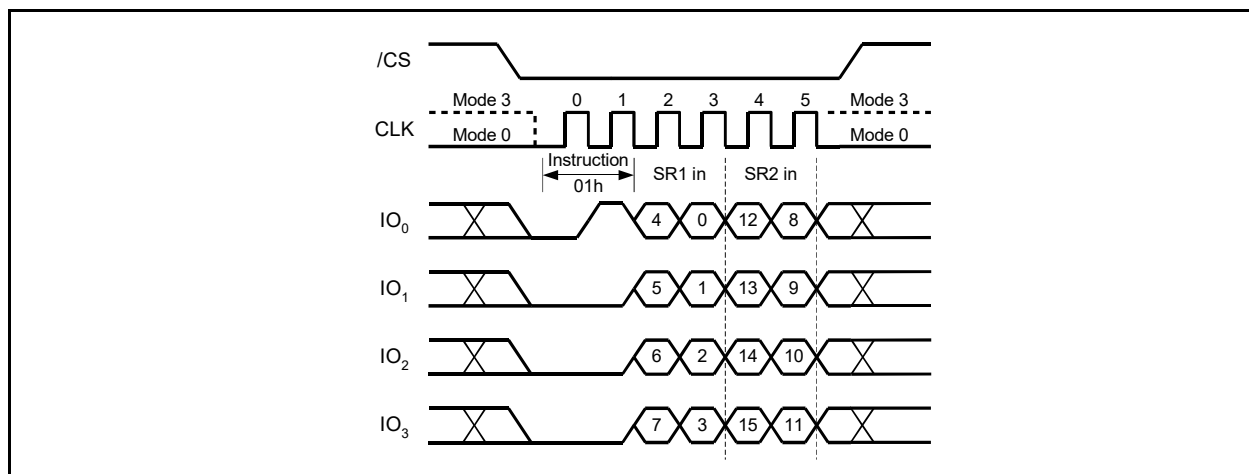 /CS
Mode 3 0 1 2 3 4 5 Mode 3
CLK Mode 0 Mode 0
Instruction
01h SR1 in SR2 in
IO0 4 0 12 8
IO1 5 1 13 9
IO2 6 2 14 10
IO3 7 3 15 11